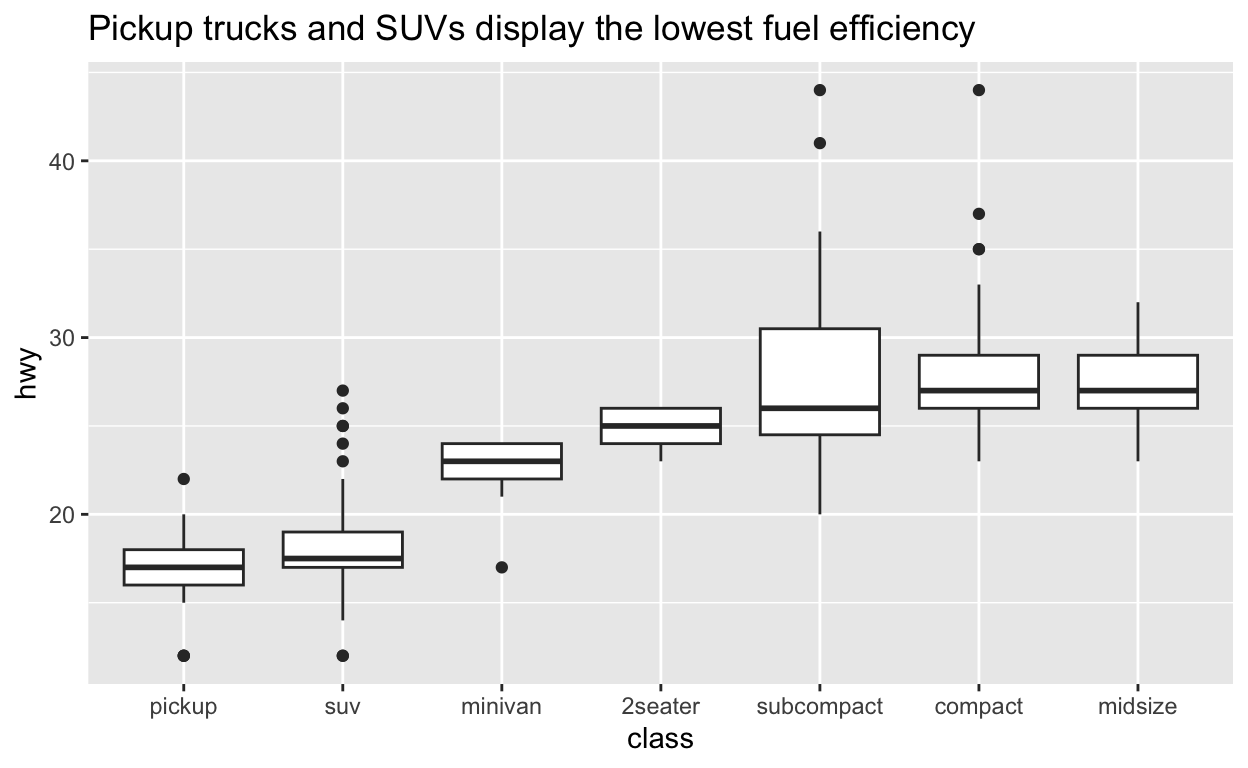 Pickup trucks and SUVs display the lowest fuel efficiency
40
30
20
hwy
pickup suv minivan 2seater subcompact compact midsize
class